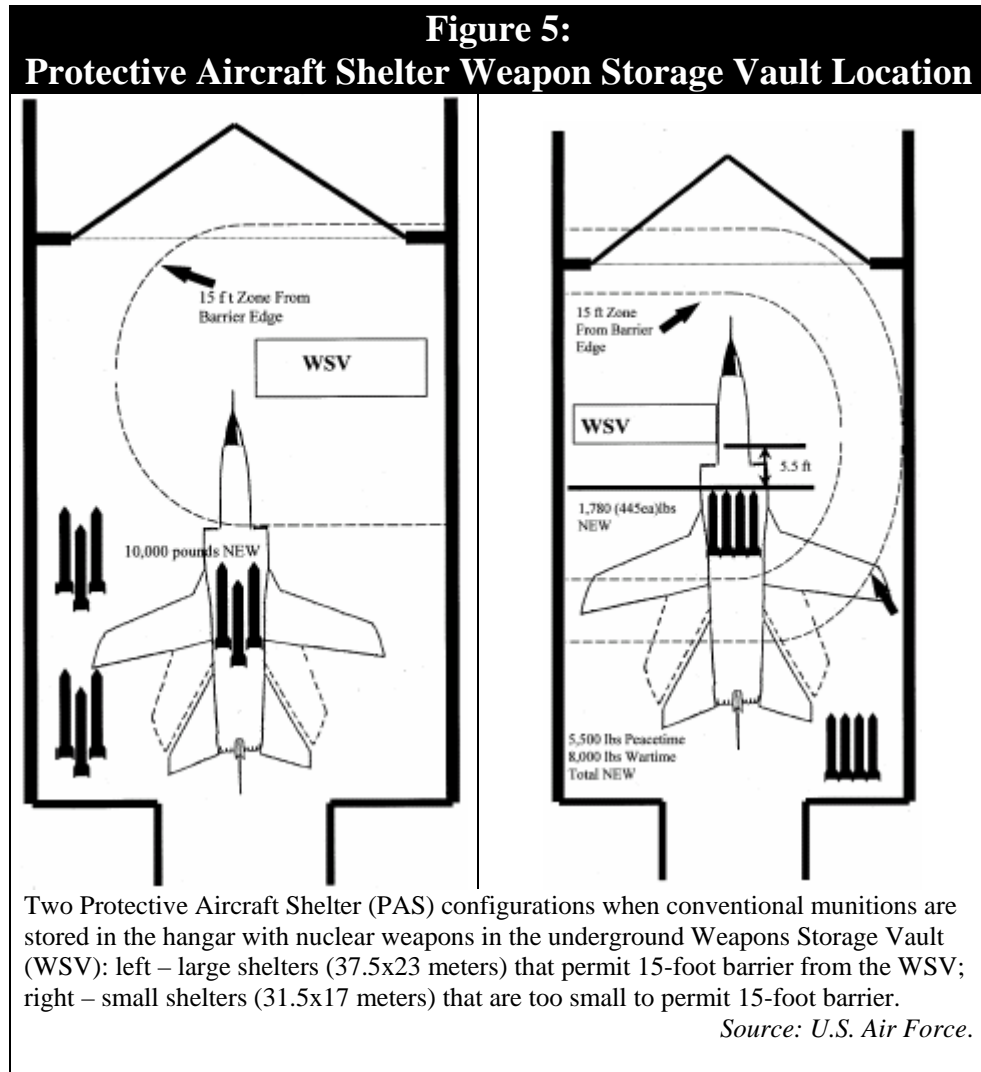 Figure 5:
Protective Aircraft Shelter Weapon Storage Vault Location
15 f t Zone From
Barrier Edge
WSV
10,000 pounds NEW
15 ft Zone
From Barrier
Edge
WSV
5.5 ft
1,780 (445ea)lbs
NEW
5,500 lbs Peacetime
8,000 lbs Wartime
Total NEW
Two Protective Aircraft Shelter (PAS) configurations when conventional munitions are
stored in the hangar with nuclear weapons in the underground Weapons Storage Vault
(WSV): left – large shelters (37.5x23 meters) that permit 15-foot barrier from the WSV;
right – small shelters (31.5x17 meters) that are too small to permit 15-foot barrier.
Source: U.S. Air Force.